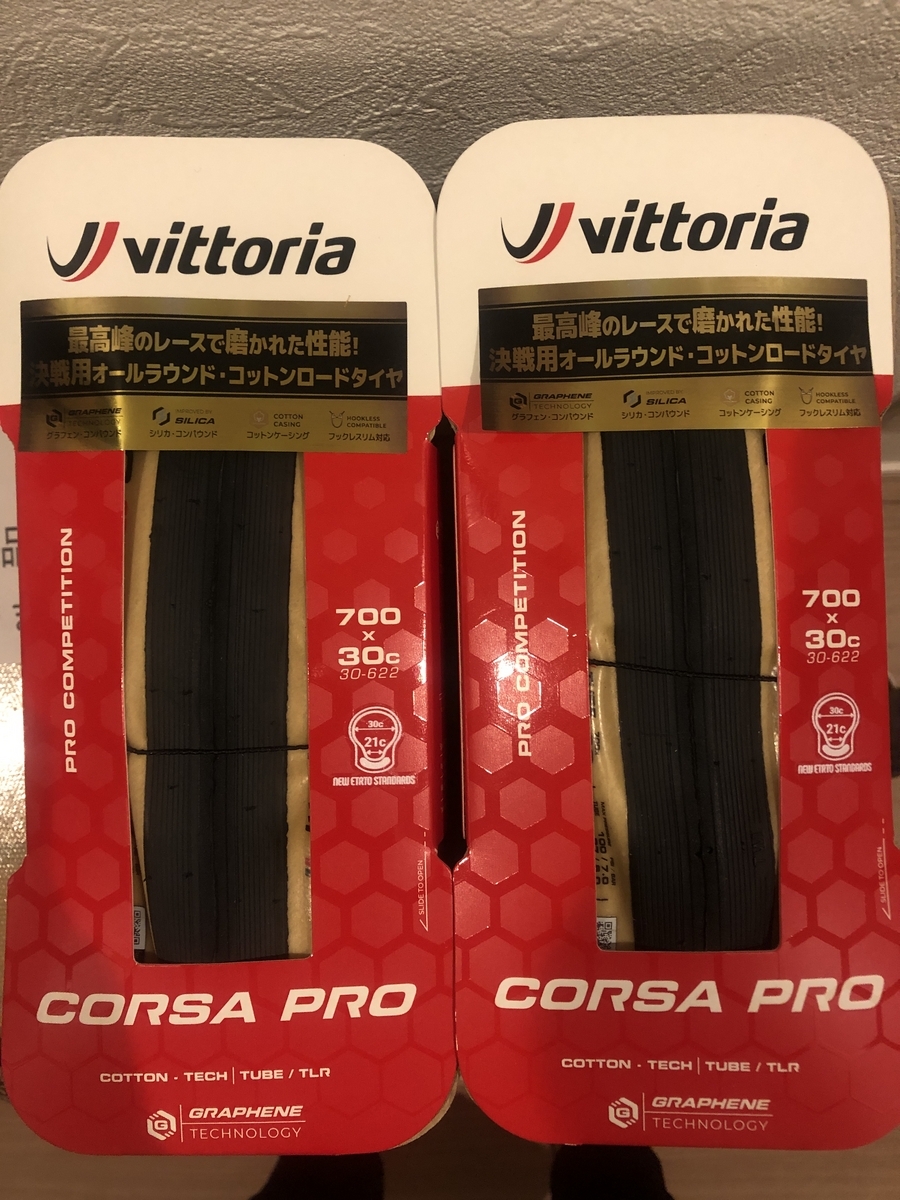 vittoria
最高峰のレースで磨かれた性能!
決戦用オールラウンド・コットンロードタイヤ
GRAPHENE
TECHNOLOGY
グラフェン・コンパウンド
IMPROVED BY
SILICA
シリカ・コンパウンド
COTTON
CASING
コットンケーシング
HOOKLESS
COMPATIBLE
フックレスリム対応
PRO COMPETITION
700
x
30c
30-622
30c
21c
NEW ETRTO STANDARDS
SLIDE TO OPEN
CORSA PRO
COTTON - TECH | TUBE / TLR
G GRAPHENE
TECHNOLOGY
vittoria
最高峰のレースで磨かれた性能!
決戦用オールラウンド・コットンロードタイヤ
GRAPHENE
TECHNOLOGY
グラフェン・コンパウンド
IMPROVED BY
SILICA
シリカ・コンパウンド
COTTON
CASING
コットンケーシング
HOOKLESS
COMPATIBLE
フックレスリム対応
PRO COMPETITION
700
x
30c
30-622
30c
21c
NEW ETRTO STANDARDS
SLIDE TO OPEN
CORSA PRO
COTTON - TECH | TUBE / TLR
G GRAPHENE
TECHNOLOGY
品